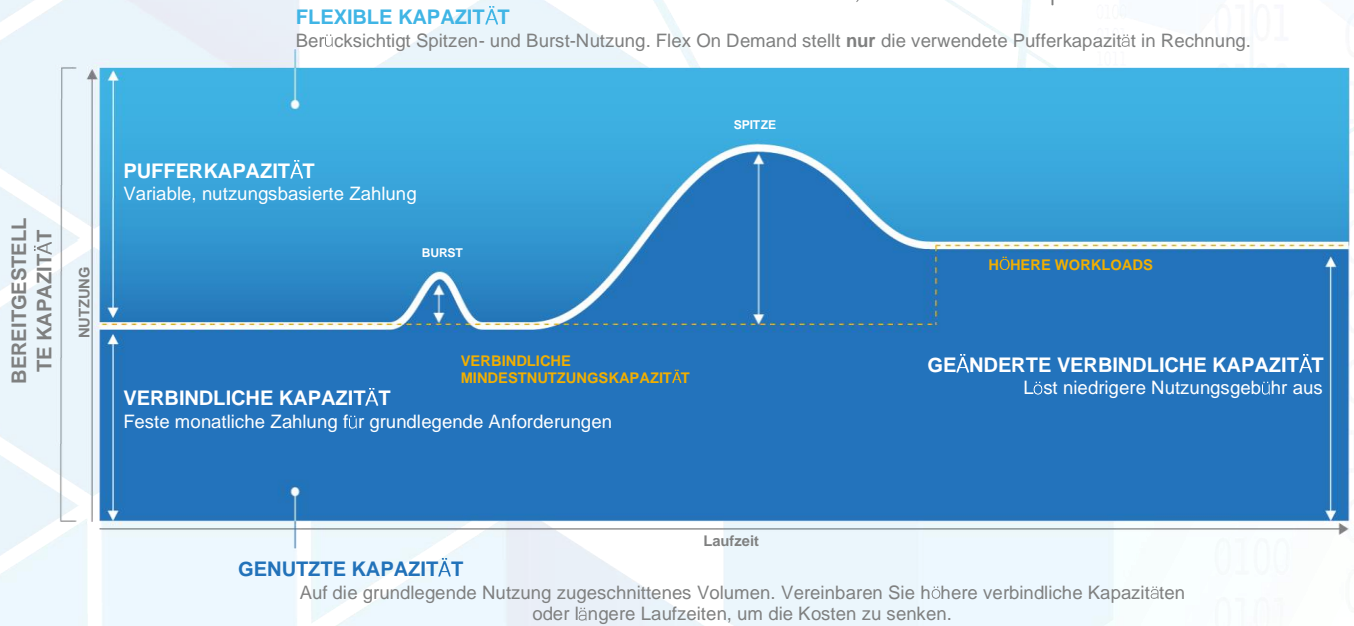 FLEXIBLE KAPAZITÄT
Berücksichtigt Spitzen- und Burst-Nutzung. Flex On Demand stellt nur die verwendete Pufferkapazität in Rechnung.
SPITZE
PUFFERKAPAZITÄT
Variable, nutzungsbasierte Zahlung
BURST
HÖHERE WORKLOADS
BEREITGESTELL
TE KAPAZITÄT
NUTZUNG
VERBINDLICHE
MINDESTNUTZUNGSKAPAZITÄT
GEÄNDERTE VERBINDLICHE KAPAZITÄT
Löst niedrigere Nutzungsgebühr aus
VERBINDLICHE KAPAZITÄT
Feste monatliche Zahlung für grundlegende Anforderungen
Laufzeit
GENUTZTE KAPAZITÄT
Auf die grundlegende Nutzung zugeschnittenes Volumen. Vereinbaren Sie höhere verbindliche Kapazitäten
oder längere Laufzeiten, um die Kosten zu senken.